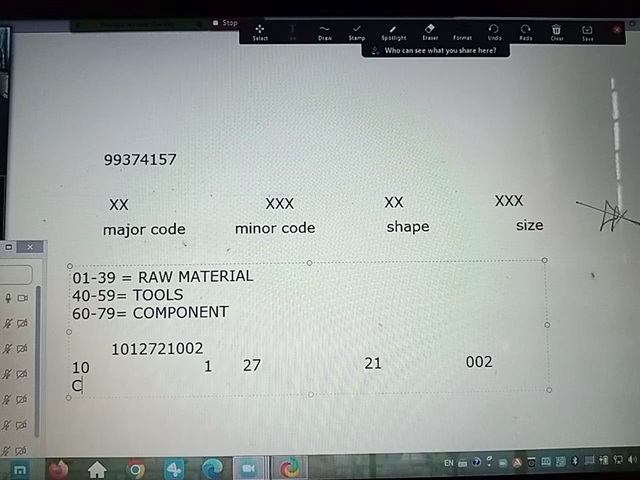 Stop
Select Draw Stamp Spotlight Eraser Format Undo Redo Clear Save
Who can see what you share here?
99374157
XX XXX XX XXX
major code minor code shape size
01-39 = RAW MATERIAL
40-59= TOOLS
60-79= COMPONENT
1012721002
10 1 27 21 002
C
EN